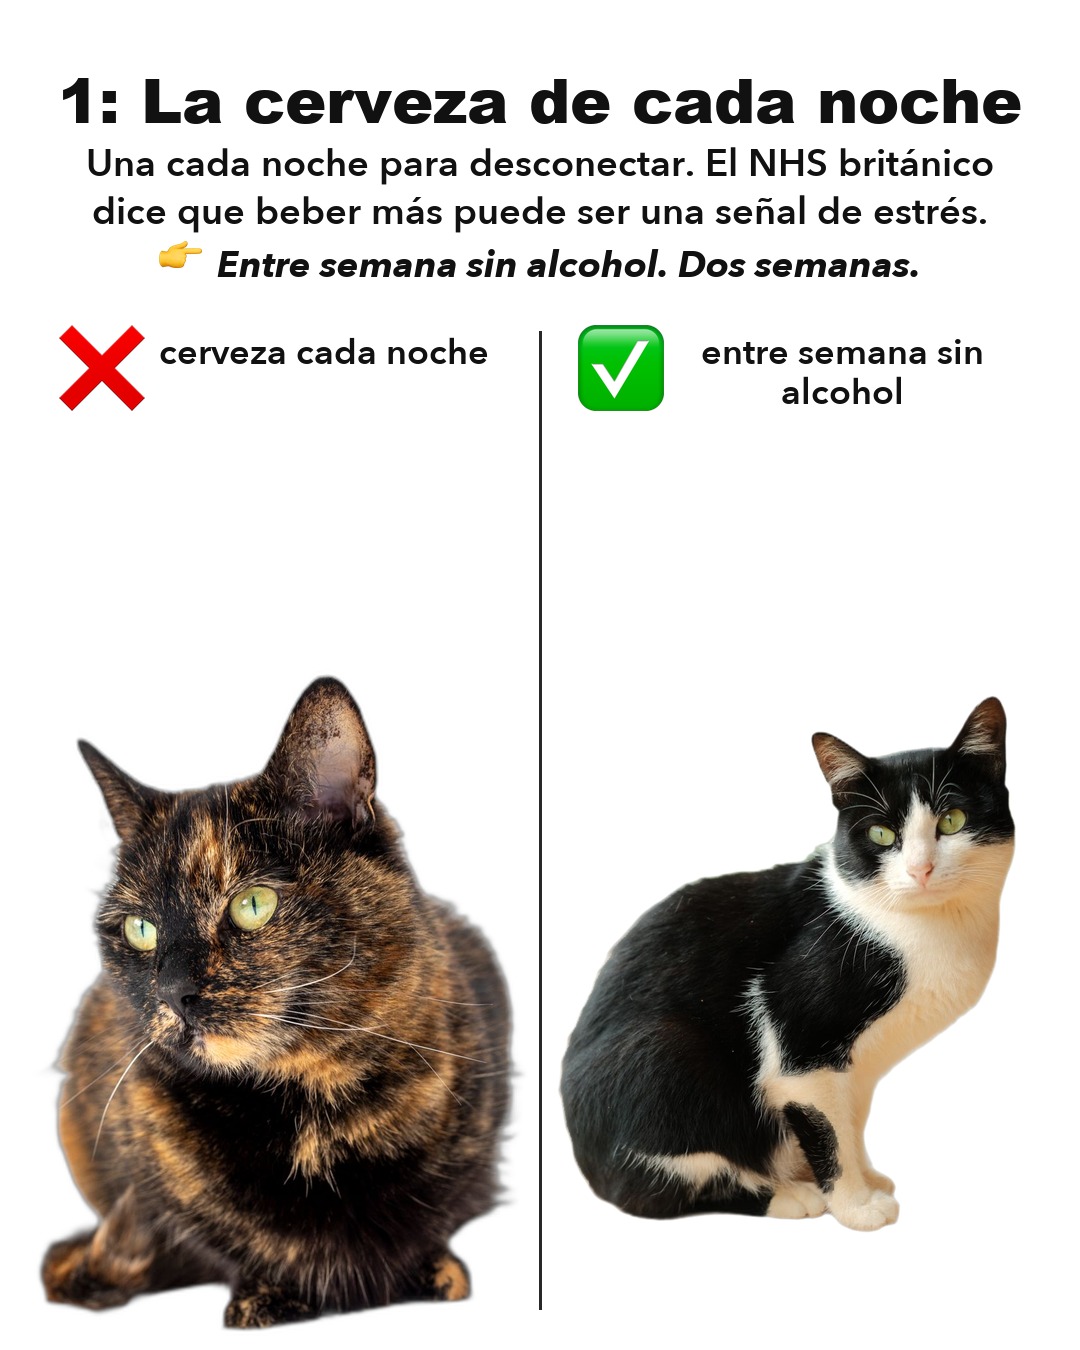 1: La cerveza de cada noche
Una cada noche para desconectar. El NHS británico
dice que beber más puede ser una señal de estrés.
👉 Entre semana sin alcohol. Dos semanas.
❌ cerveza cada noche
✅ entre semana sin
alcohol